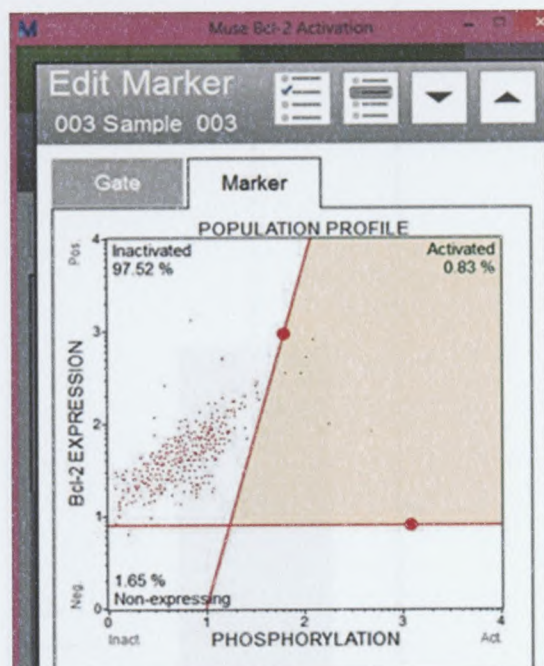 M Muse Bcl-2 Activation
Edit Marker
003 Sample 003
Gate Marker
POPULATION PROFILE
4
Pos.
Inactivated
97.52 %
Activated
0.83 %
3
2
1
BCl-2 EXPRESSION
1.65 %
Non-expressing
Neg.
0
0 1 2 3 4
Inact PHOSPHORYLATION Act.